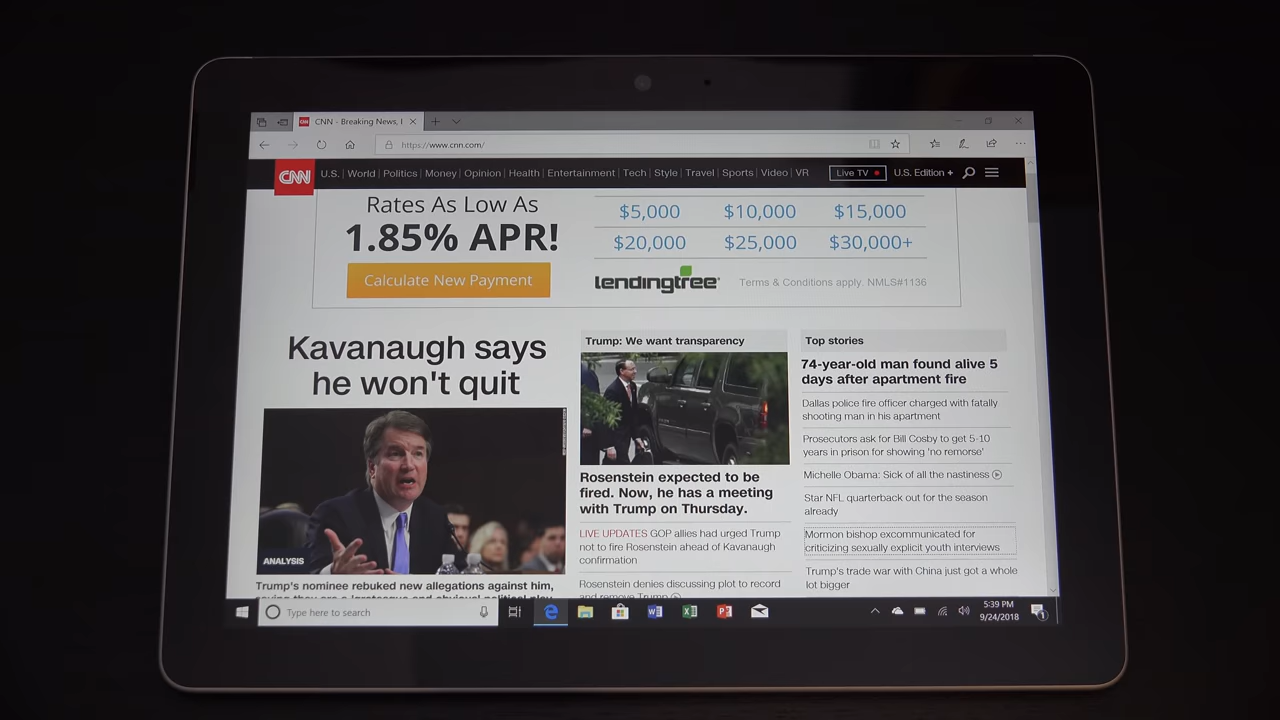 CNN - Breaking News, l
https://www.cnn.com/
CNN
U.S. | World | Politics | Money | Opinion | Health | Entertainment | Tech | Style | Travel | Sports | Video | VR
Live TV
U.S. Edition +
Rates As Low As
1.85% APR!
Calculate New Payment
$5,000 $10,000 $15,000
$20,000 $25,000 $30,000+
lendingtree
Terms & Conditions apply. NMLS#1136
Kavanaugh says
he won't quit
ANALYSIS
Trump's nominee rebuked new allegations against him,
Trump: We want transparency
Rosenstein expected to be
fired. Now, he has a meeting
with Trump on Thursday.
LIVE UPDATES GOP allies had urged Trump
not to fire Rosenstein ahead of Kavanaugh
confirmation
Rosenstein denies discussing plot to record
and remove Trump
Top stories
74-year-old man found alive 5
days after apartment fire
Dallas police fire officer charged with fatally
shooting man in his apartment
Prosecutors ask for Bill Cosby to get 5-10
years in prison for showing 'no remorse'
Michelle Obama: Sick of all the nastiness
Star NFL quarterback out for the season
already
Mormon bishop excommunicated for
criticizing sexually explicit youth interviews
Trump's trade war with China just got a whole
lot bigger
Type here to search
5:39 PM
9/24/2018
1